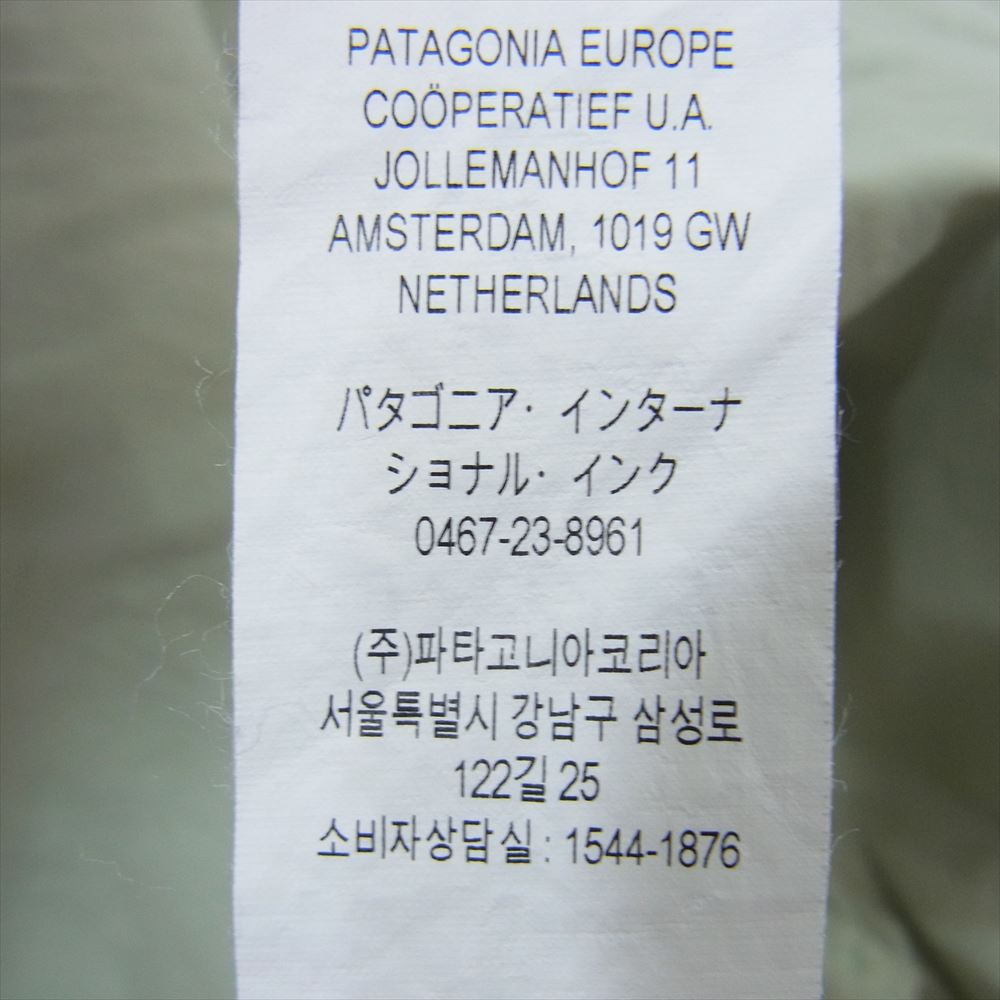 PATAGONIA EUROPE
COÖPERATIEF U.A.
JOLLEMANHOF 11
AMSTERDAM, 1019 GW
NETHERLANDS
パタゴニア・インターナ
ショナル・インク
0467-23-8961
(주)파타고니아코리아
서울특별시 강남구 삼성로
122길 25
소비자상담실 : 1544-1876